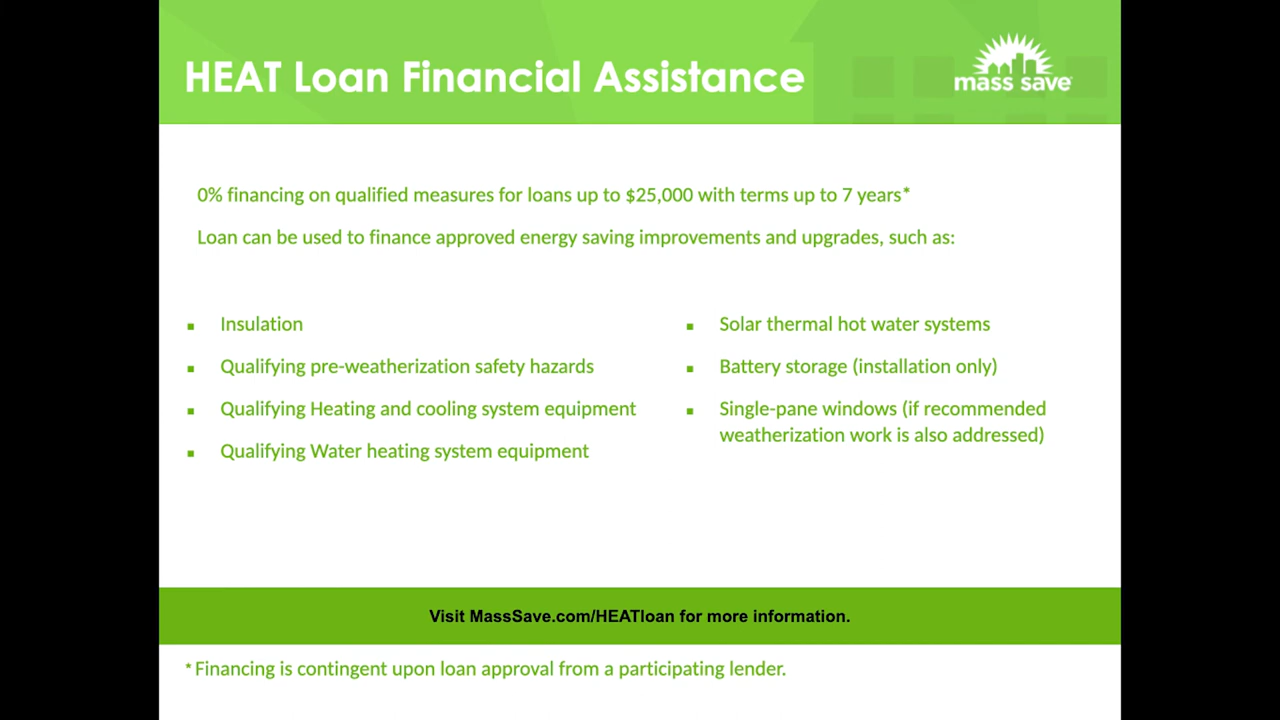 HEAT Loan Financial Assistance
mass save
0% financing on qualified measures for loans up to $25,000 with terms up to 7 years*
Loan can be used to finance approved energy saving improvements and upgrades, such as:
▪ Insulation
▪ Qualifying pre-weatherization safety hazards
▪ Qualifying Heating and cooling system equipment
▪ Qualifying Water heating system equipment
▪ Solar thermal hot water systems
▪ Battery storage (installation only)
▪ Single-pane windows (if recommended
weatherization work is also addressed)
Visit MassSave.com/HEATloan for more information.
* Financing is contingent upon loan approval from a participating lender.